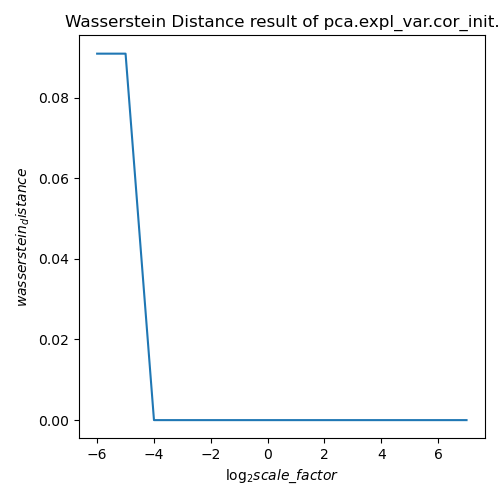 Wasserstein Distance result of pca.expl_var.cor_init.
0.08
0.06
0.04
0.02
0.00
wasserstein_distance
−6 −4 −2 0 2 4 6
log₂scale_factor